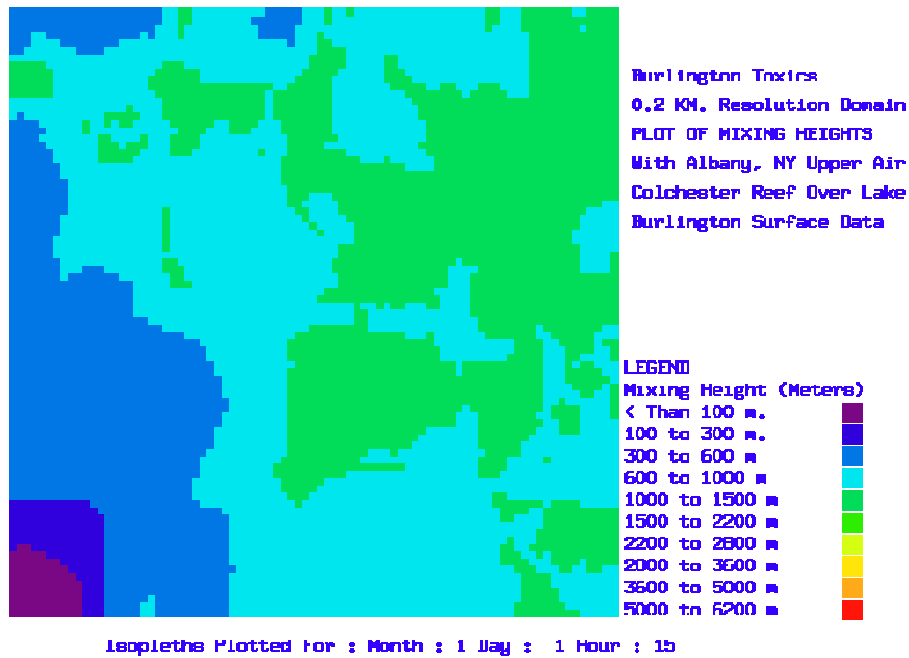 Burlington Toxics
0.2 KM. Resolution Domain
PLOT OF MIXING HEIGHTS
With Albany, NY Upper Air
Colchester Reef Over Lake
Burlington Surface Data
LEGEND
Mixing Height (Meters)
< Than 100 m.
100 to 300 m.
300 to 600 m
600 to 1000 m
1000 to 1500 m
1500 to 2200 m
2200 to 2800 m
2800 to 3600 m
3600 to 5000 m
5000 to 6200 m
Isopleths Plotted For : Month : 1 Day : 1 Hour : 15